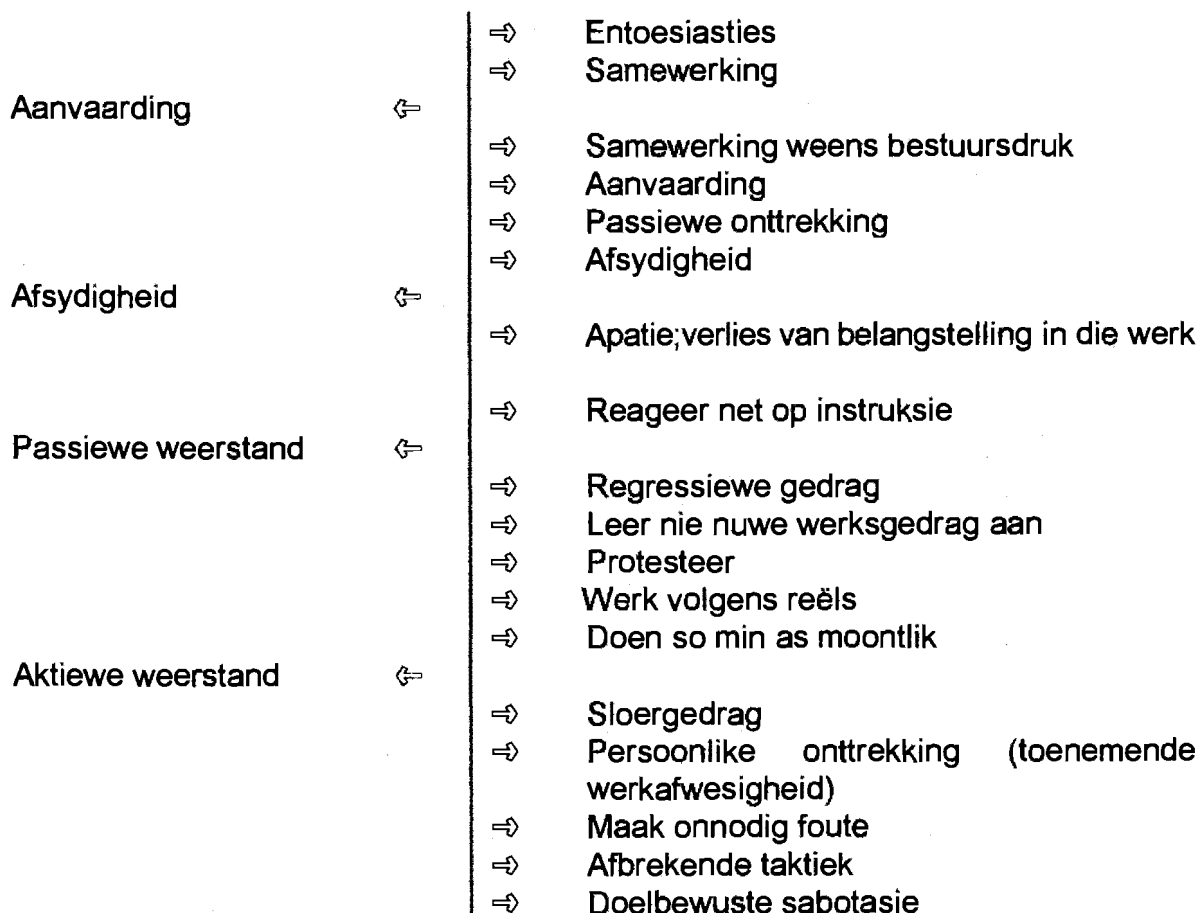 ⇨ Entoesiasties
⇨ Samewerking
Aanvaarding ⇦
⇨ Samewerking weens bestuursdruk
⇨ Aanvaarding
⇨ Passiewe onttrekking
⇨ Afsydigheid
Afsydigheid ⇦
⇨ Apatie;verlies van belangstelling in die werk
⇨ Reageer net op instruksie
Passiewe weerstand ⇦
⇨ Regressiewe gedrag
⇨ Leer nie nuwe werksgedrag aan
⇨ Protesteer
⇨ Werk volgens reëls
⇨ Doen so min as moontlik
Aktiewe weerstand ⇦
⇨ Sloergedrag
⇨ Persoonlike onttrekking (toenemende
werkafwesigheid)
⇨ Maak onnodig foute
⇨ Afbrekende taktiek
⇨ Doelbewuste sabotasie